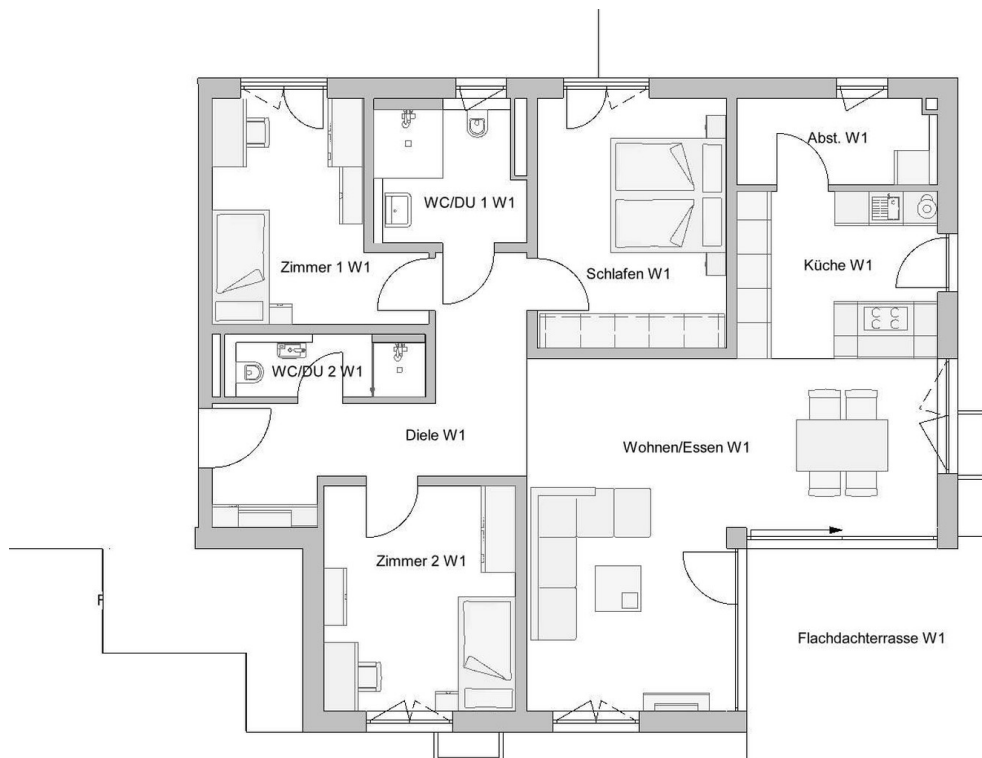 Abst. W1
WC/DU 1 W1
Zimmer 1 W1
Schlafen W1
Küche W1
WC/DU 2 W1
Diele W1
Wohnen/Essen W1
Zimmer 2 W1
Flachdachterrasse W1